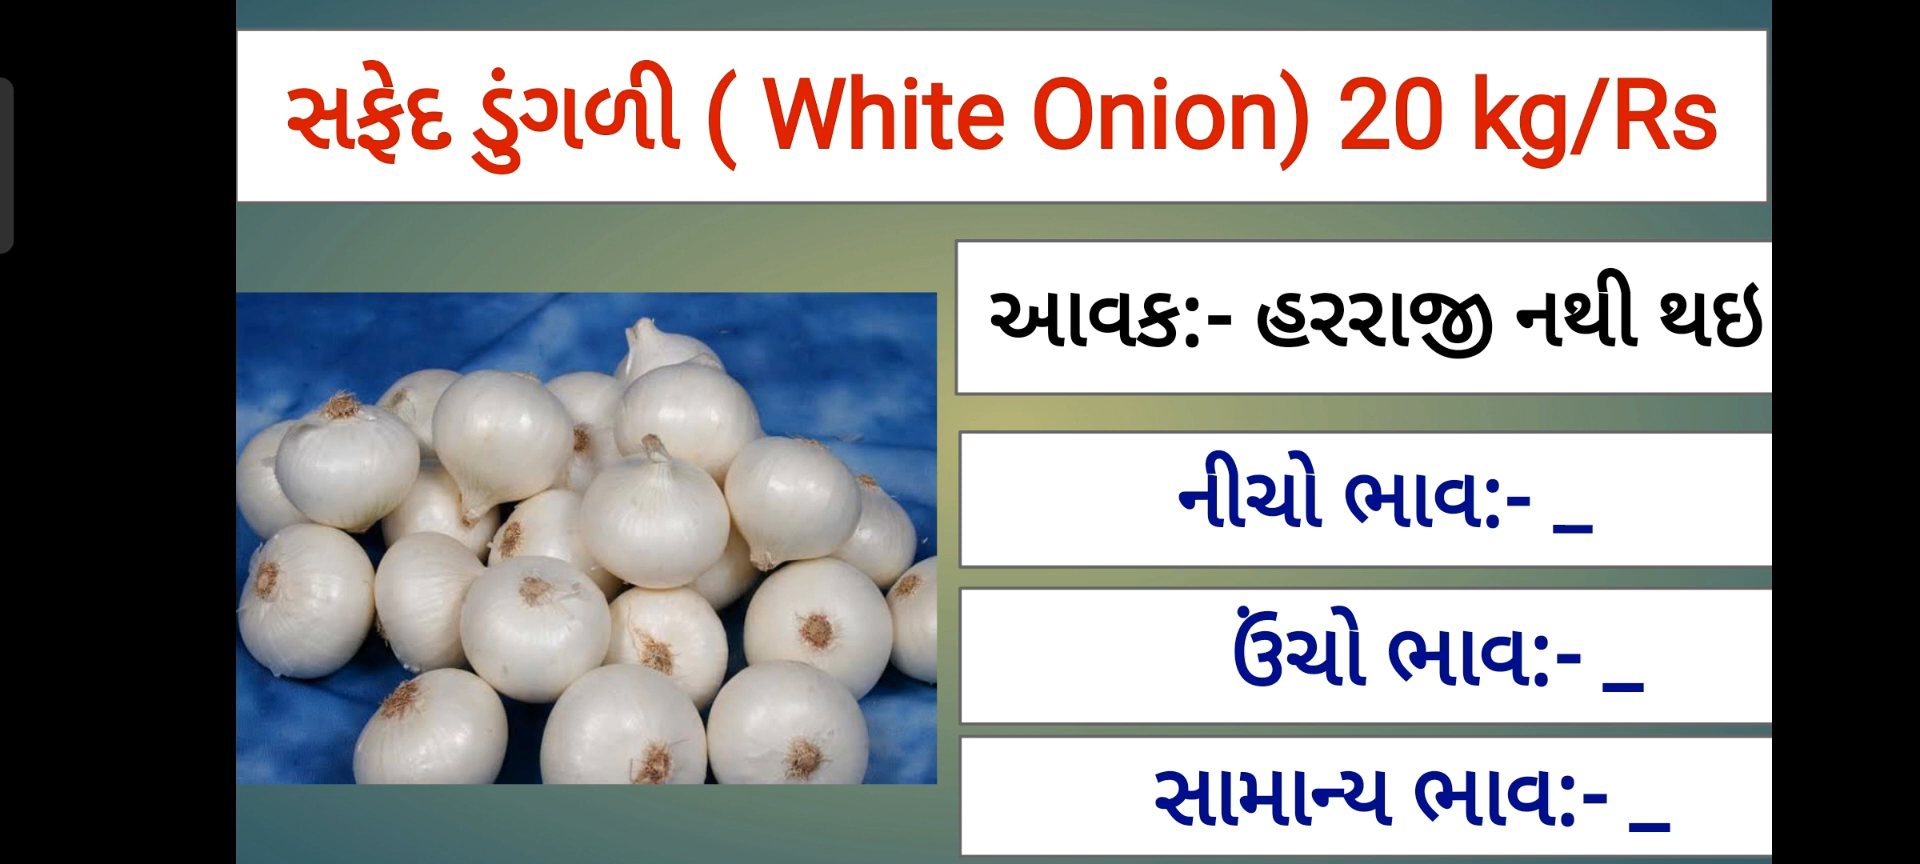 સફેદ ડુંગળી ( White Onion) 20 kg/Rs
આવક:- હરરાજી નથી થઇ
નીચો ભાવ:- _
ઉંચો ભાવ:- _
સામાન્ય ભાવ:- _